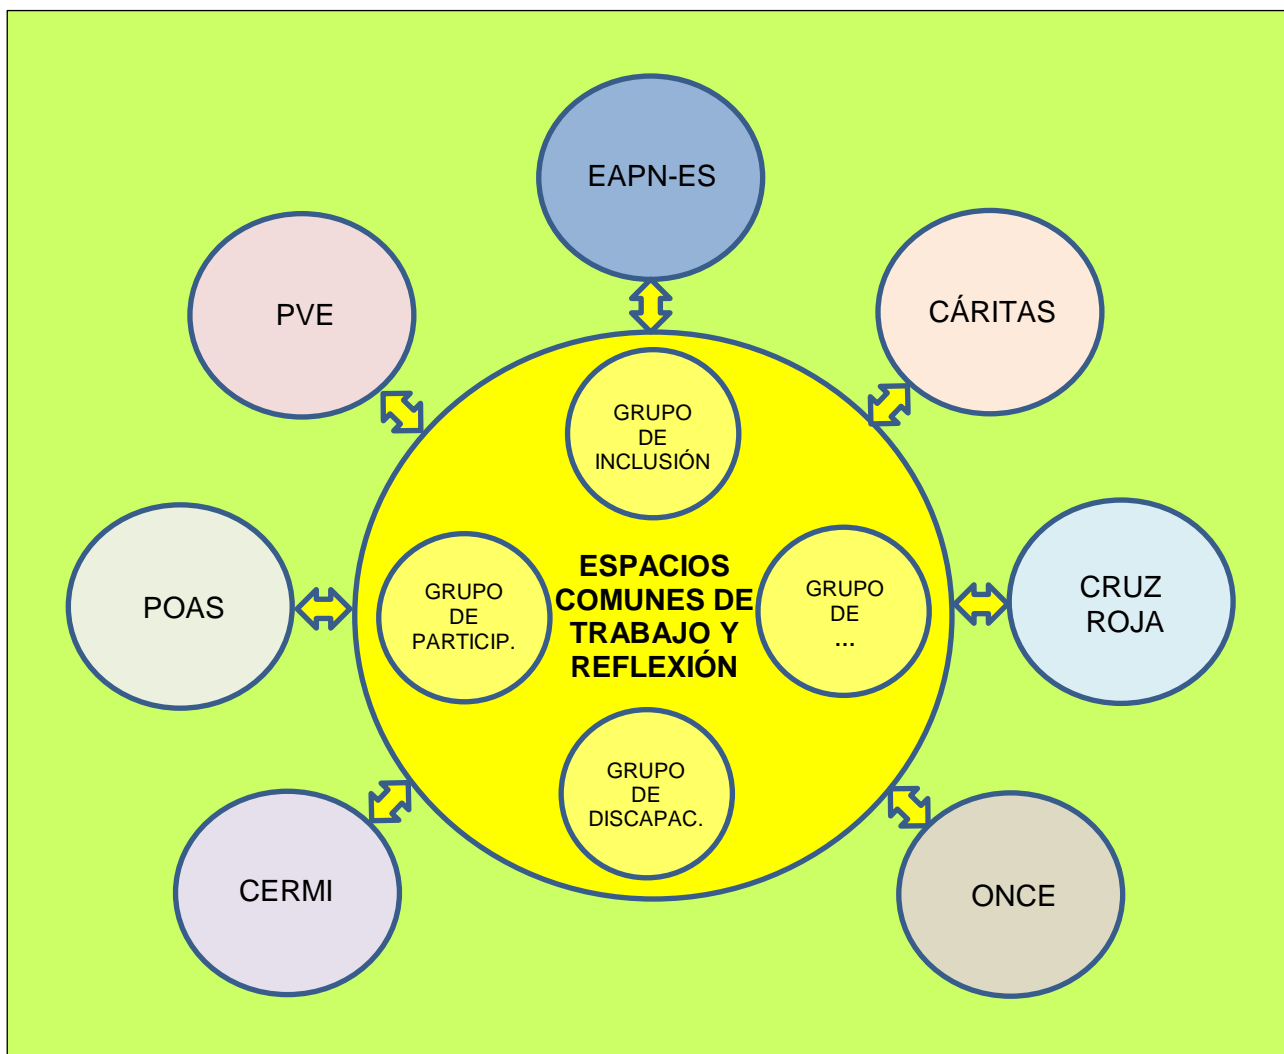 EAPN-ES
PVE
CÁRITAS
GRUPO
DE
INCLUSIÓN
POAS
GRUPO
DE
PARTICIP.
ESPACIOS
COMUNES DE
TRABAJO Y
REFLEXIÓN
GRUPO
DE
...
CRUZ
ROJA
GRUPO
DE
DISCAPAC.
CERMI
ONCE